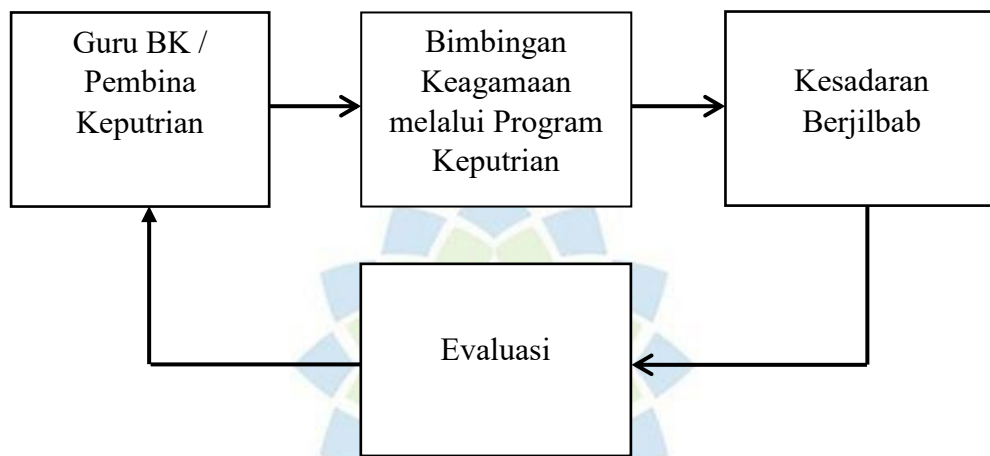 Guru BK /
Pembina
Keputrian
Bimbingan
Keagamaan
melalui Program
Keputrian
Kesadaran
Berjilbab
Evaluasi